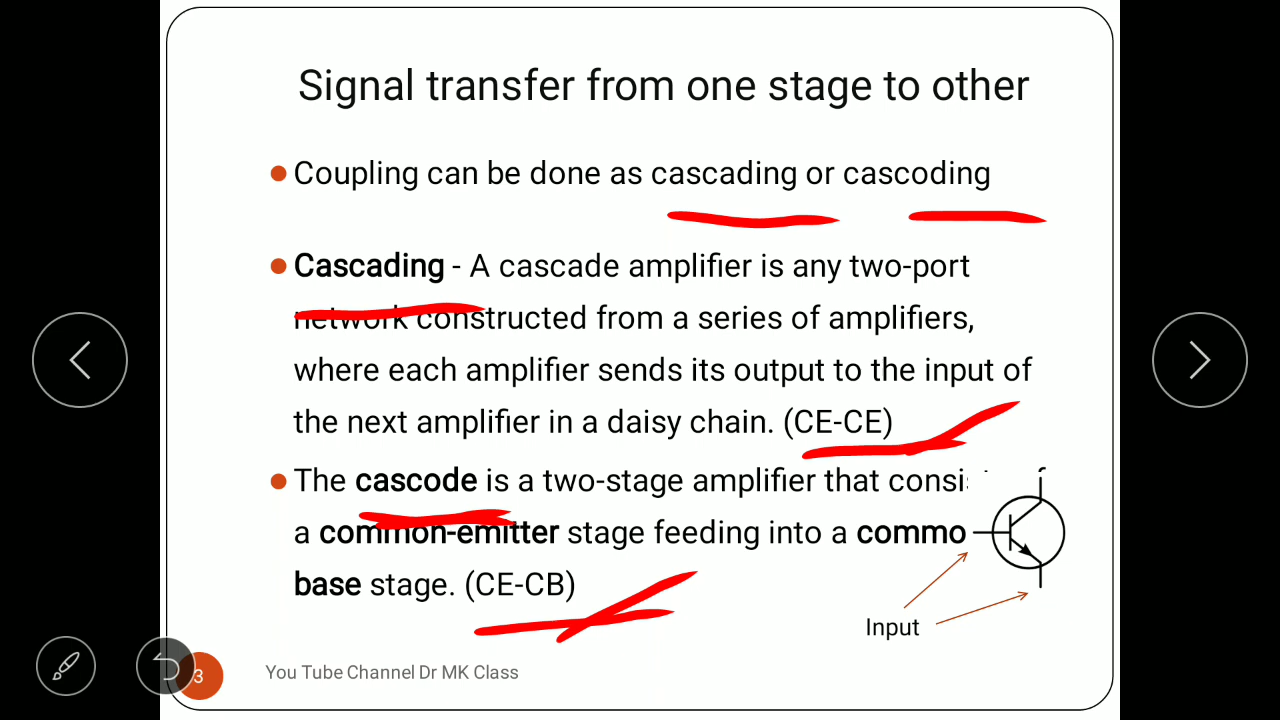 Signal transfer from one stage to other
Coupling can be done as cascading or cascoding
Cascading - A cascade amplifier is any two-port
network constructed from a series of amplifiers,
where each amplifier sends its output to the input of
the next amplifier in a daisy chain. (CE-CE)
The cascode is a two-stage amplifier that consi
a common-emitter stage feeding into a commo
base stage. (CE-CB)
Input
3
You Tube Channel Dr MK Class